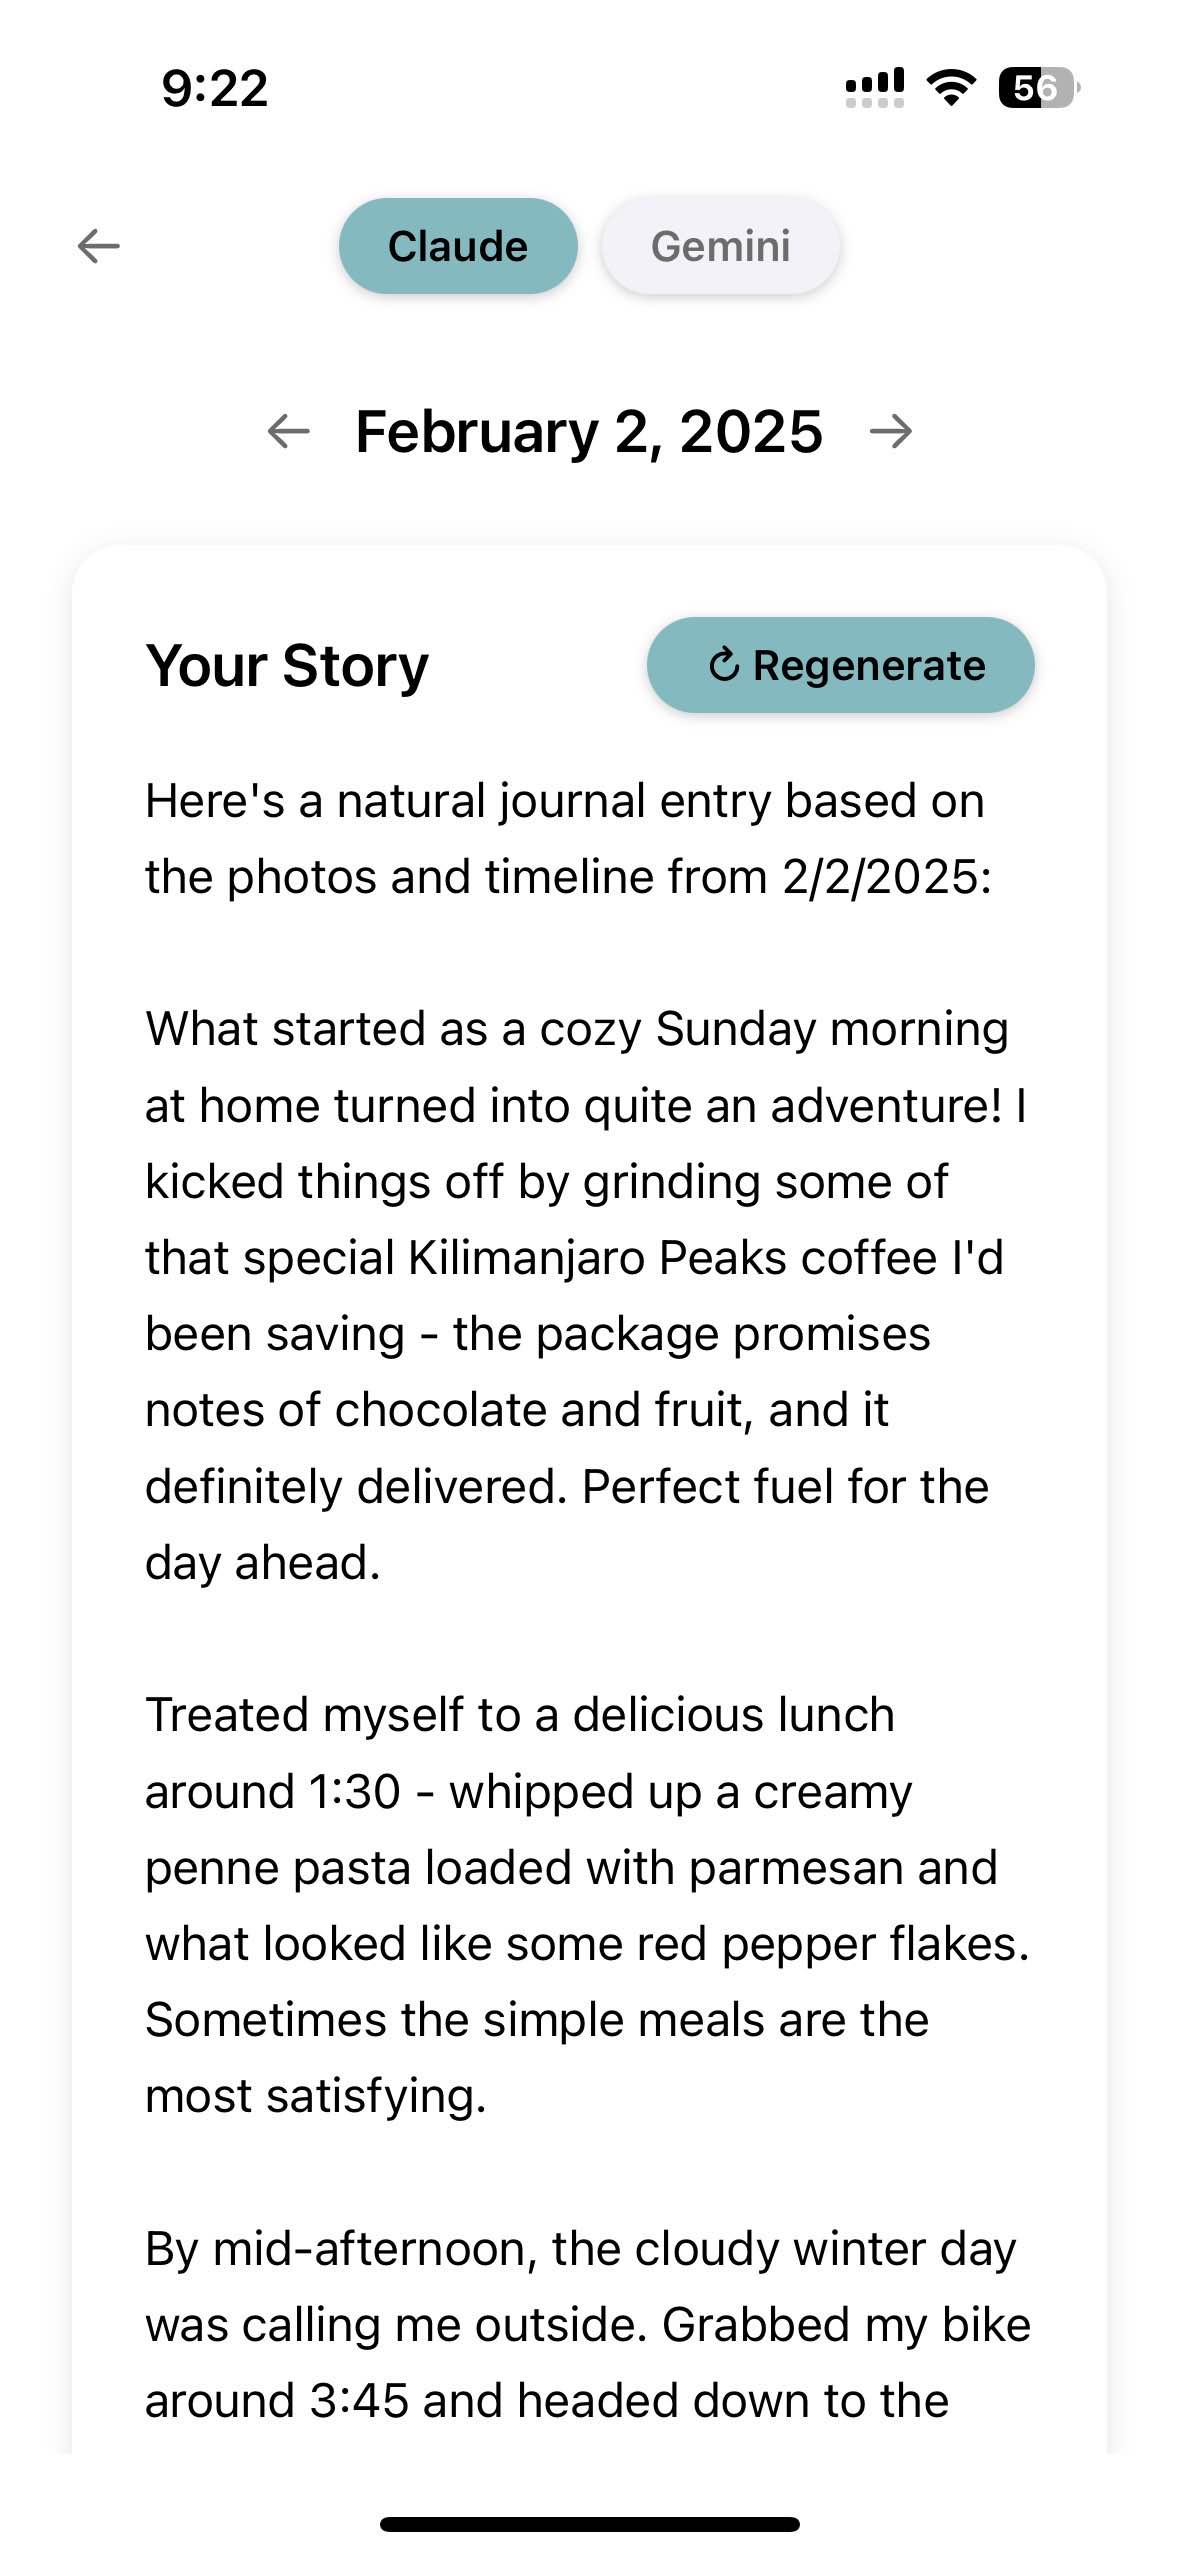 9:22
56
Claude
Gemini
← February 2, 2025 →
Your Story
Regenerate
Here's a natural journal entry based on
the photos and timeline from 2/2/2025:
What started as a cozy Sunday morning
at home turned into quite an adventure! I
kicked things off by grinding some of
that special Kilimanjaro Peaks coffee I'd
been saving - the package promises
notes of chocolate and fruit, and it
definitely delivered. Perfect fuel for the
day ahead.
Treated myself to a delicious lunch
around 1:30 - whipped up a creamy
penne pasta loaded with parmesan and
what looked like some red pepper flakes.
Sometimes the simple meals are the
most satisfying.
By mid-afternoon, the cloudy winter day
was calling me outside. Grabbed my bike
around 3:45 and headed down to the